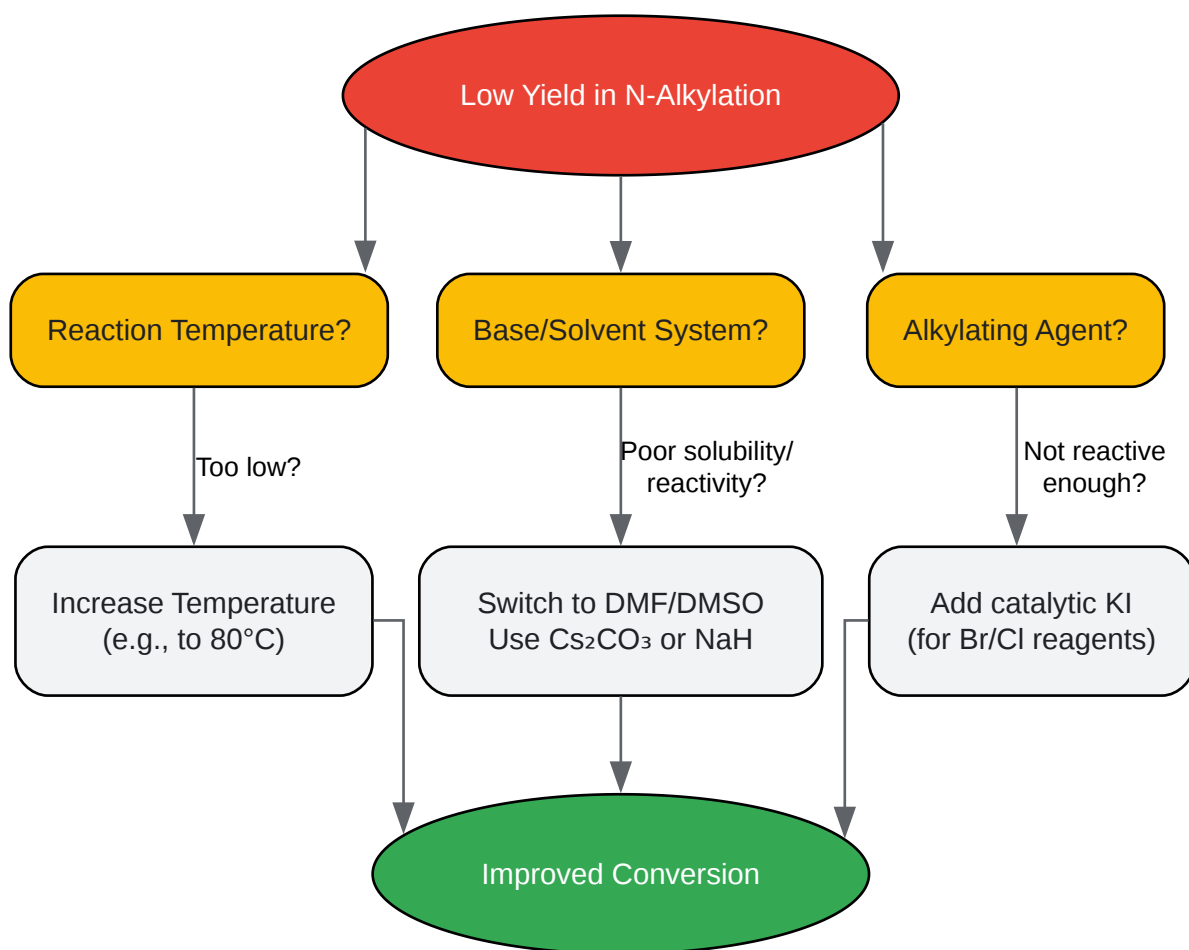 Low Yield in N-Alkylation
Reaction Temperature?
Base/Solvent System?
Alkylating Agent?
Too low?
Poor solubility/
reactivity?
Not reactive
enough?
Increase Temperature
(e.g., to 80°C)
Switch to DMF/DMSO
Use Cs₂CO₃ or NaH
Add catalytic KI
(for Br/Cl reagents)
Improved Conversion